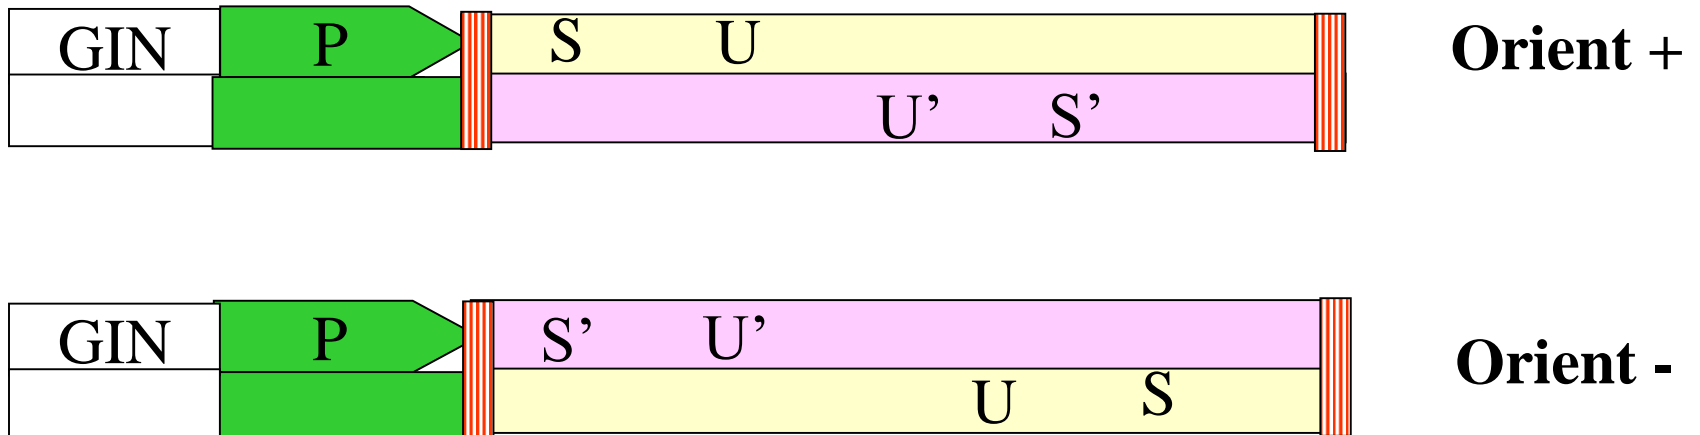 GIN P S U Orient +
U’ S’
GIN P S’ U’ Orient -
U S